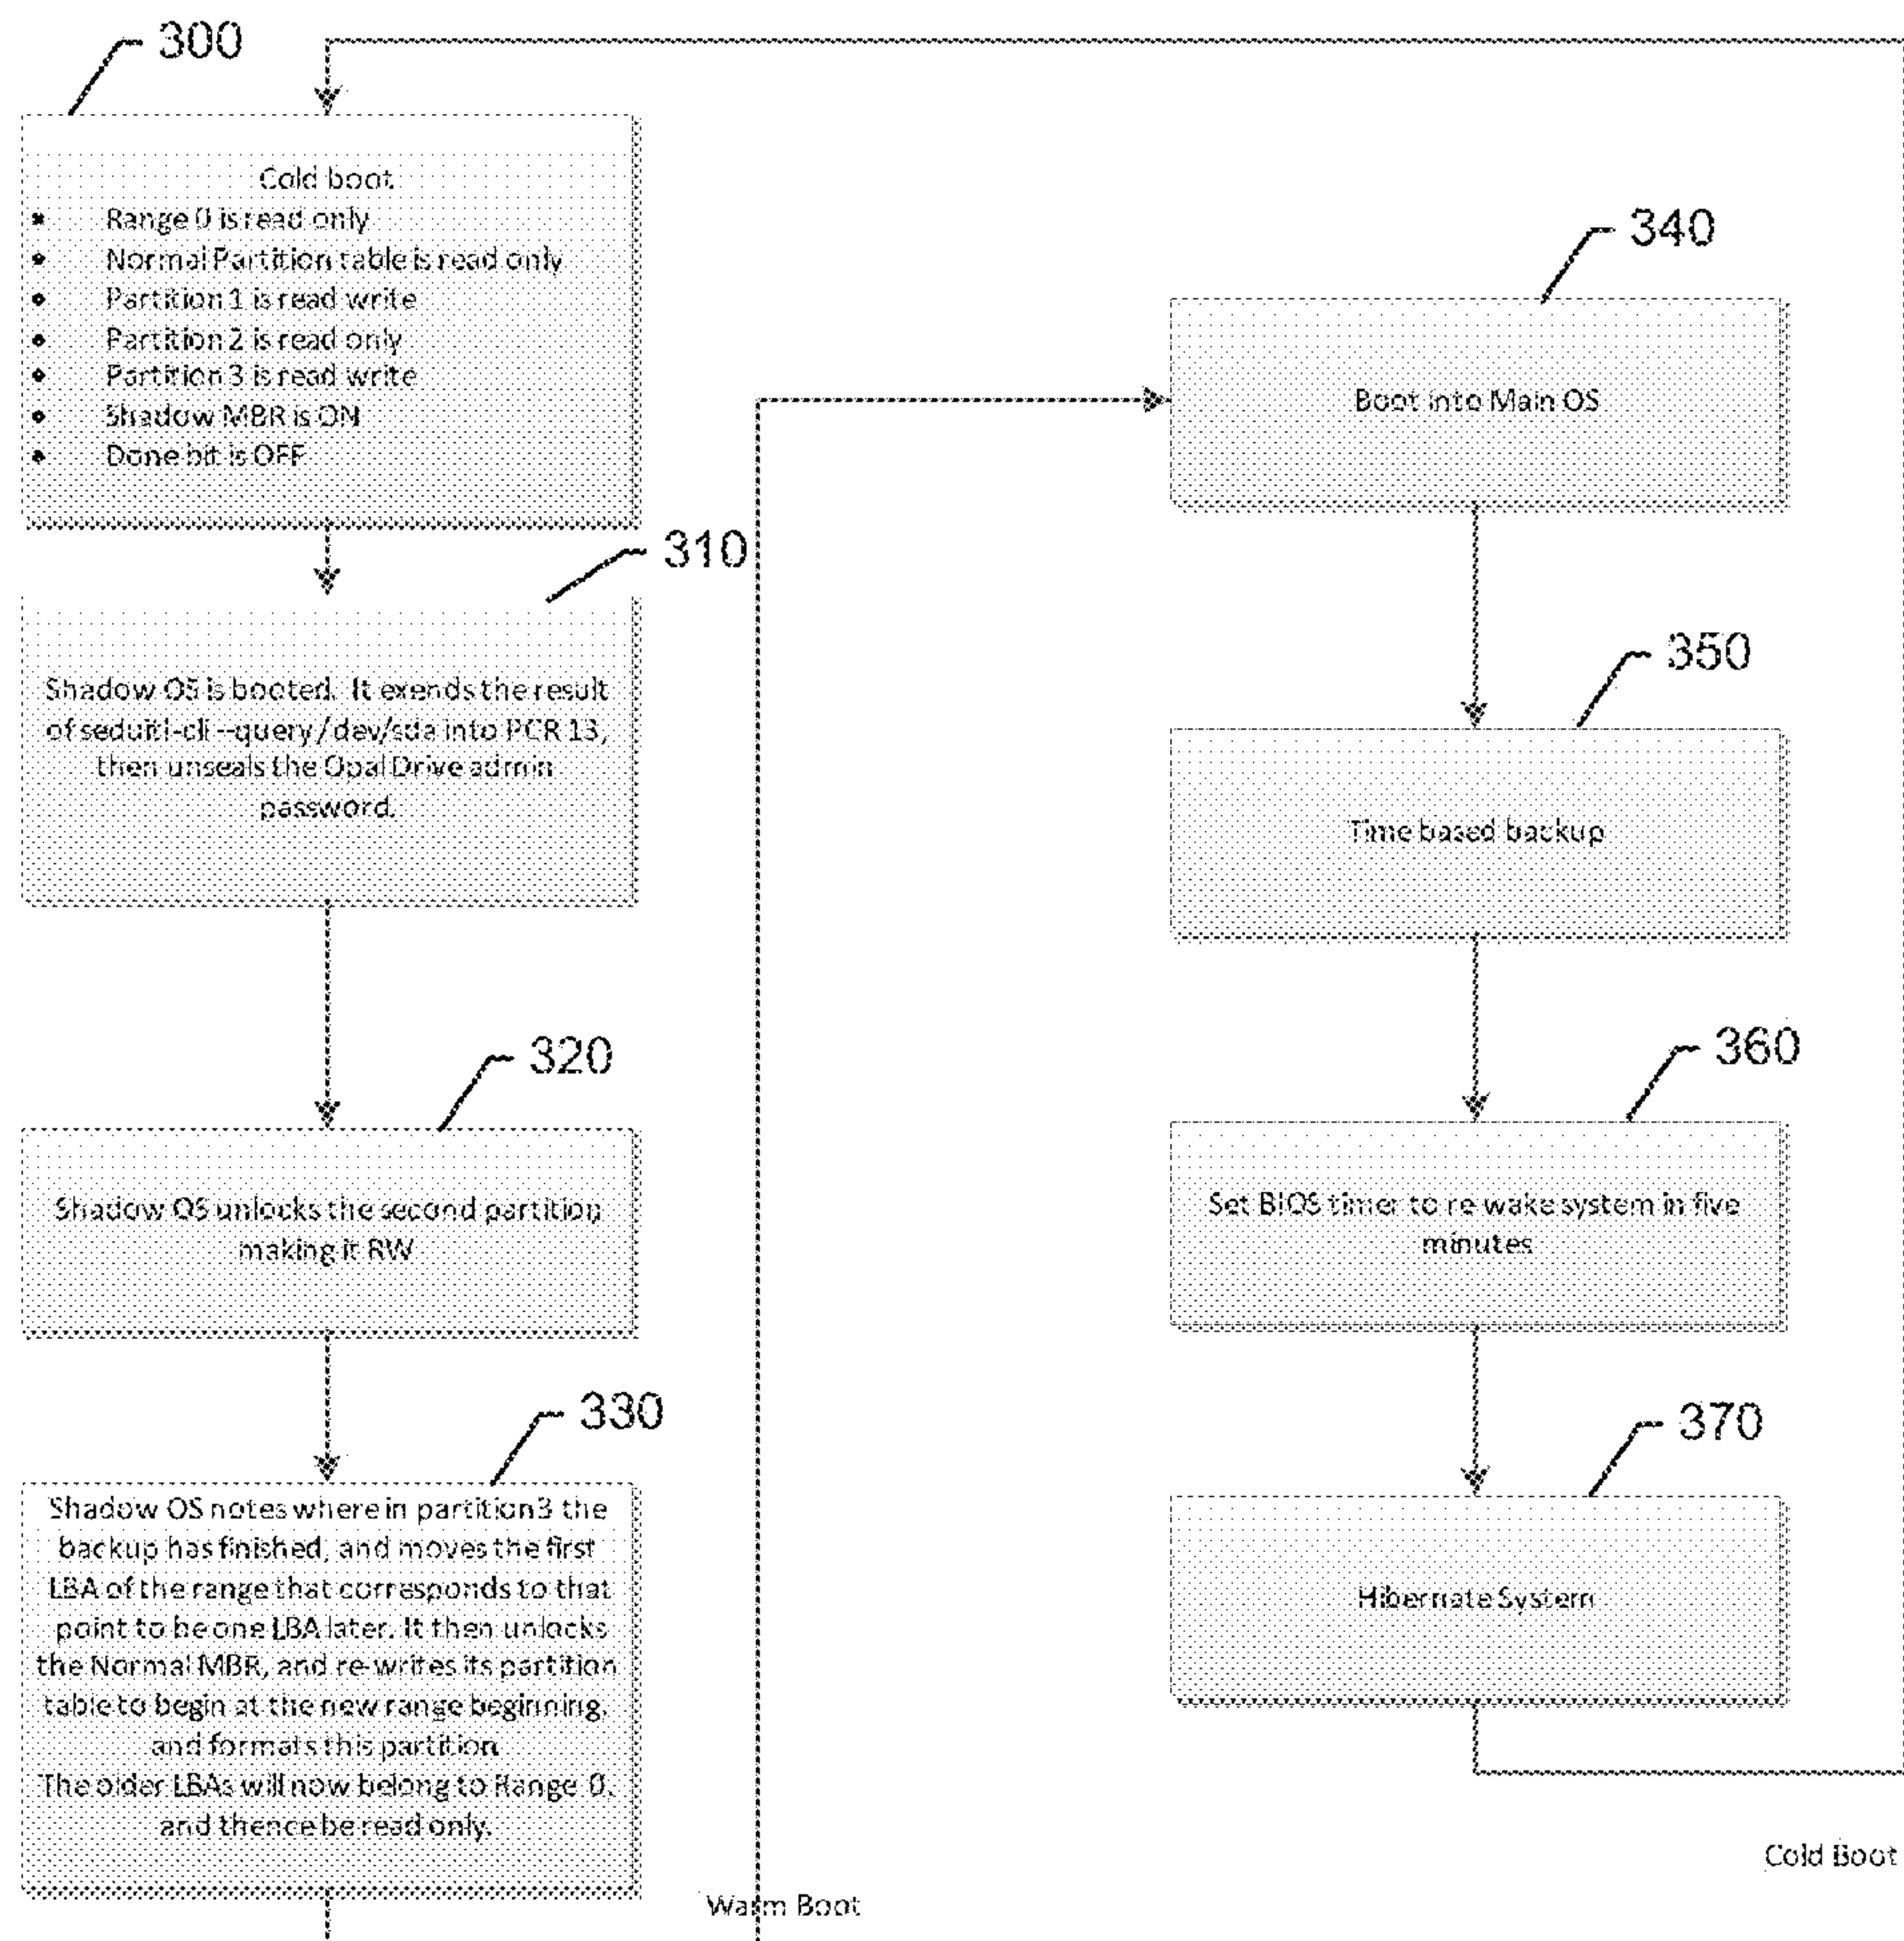 300
Cold boot
• Range 0 is read only
• Normal Partition table is read only
• Partition 1 is read write
• Partition 2 is read only
• Partition 3 is read write
• Shadow MBR is ON
• Done bit is OFF
310
Shadow OS is booted. It exends the result
of seduitl-cli --query /dev/sda into PCR 13,
then unseals the Opal Drive admin
password.
320
Shadow OS unlocks the second partition
making it RW
330
Shadow OS notes where in partition3 the
backup has finished, and moves the first
LBA of the range that corresponds to that
point to be one LBA later. It then unlocks
the Normal MBR, and re-writes its partition
table to begin at the new range beginning,
and formats this partition
The older LBAs will now belong to Range 0,
and thence be read only.
Warm Boot
340
Boot into Main OS
350
Time based backup
360
Set BIOS timer to re wake system in five
minutes
370
Hibernate System
Cold Boot